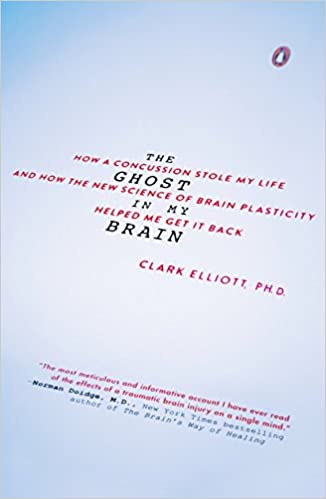 THE
HOW A CONCUSSION STOLE MY LIFE
GHOST
AND HOW THE NEW SCIENCE OF BRAIN PLASTICITY
IN MY
HELPED ME GET IT BACK
BRAIN
CLARK ELLIOTT, PH.D.
"The most meticulous and informative account I have ever read
of the effects of a traumatic brain injury on a single mind."
—Norman Doidge, M.D., New York Times bestselling
author of The Brain's Way of Healing